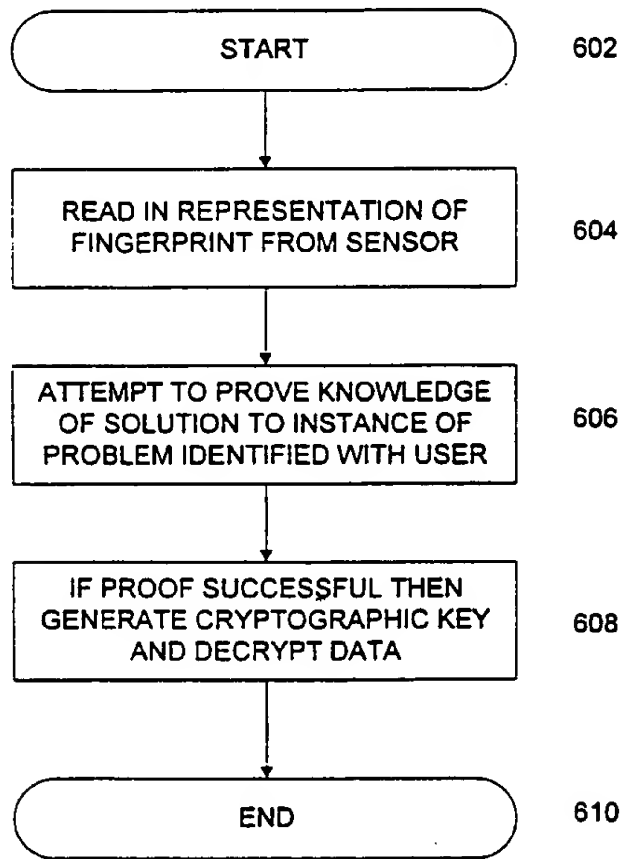 START
602
READ IN REPRESENTATION OF
FINGERPRINT FROM SENSOR
604
ATTEMPT TO PROVE KNOWLEDGE
OF SOLUTION TO INSTANCE OF
PROBLEM IDENTIFIED WITH USER
606
IF PROOF SUCCESSFUL THEN
GENERATE CRYPTOGRAPHIC KEY
AND DECRYPT DATA
608
END
610